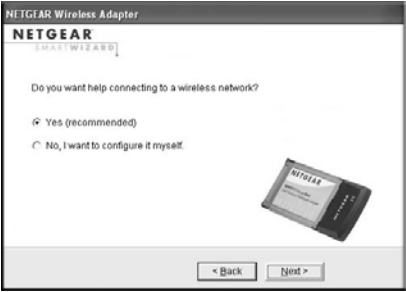 NETGEAR Wireless Adapter
NETGEAR
SMARTWIZARD
Do you want help connecting to a wireless network?
Yes (recommended)
No, I want to configure it myself.
NETGEAR
NETGEAR
< Back
Next >